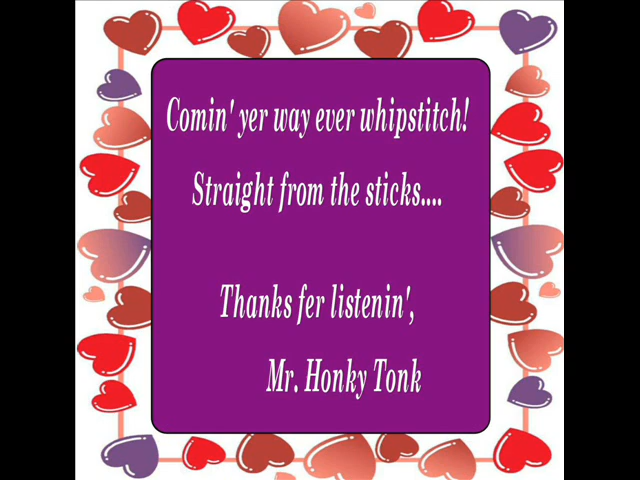 Comin' yer way ever whipstitch!
Straight from the sticks....
Thanks fer listenin',
Mr. Honky Tonk